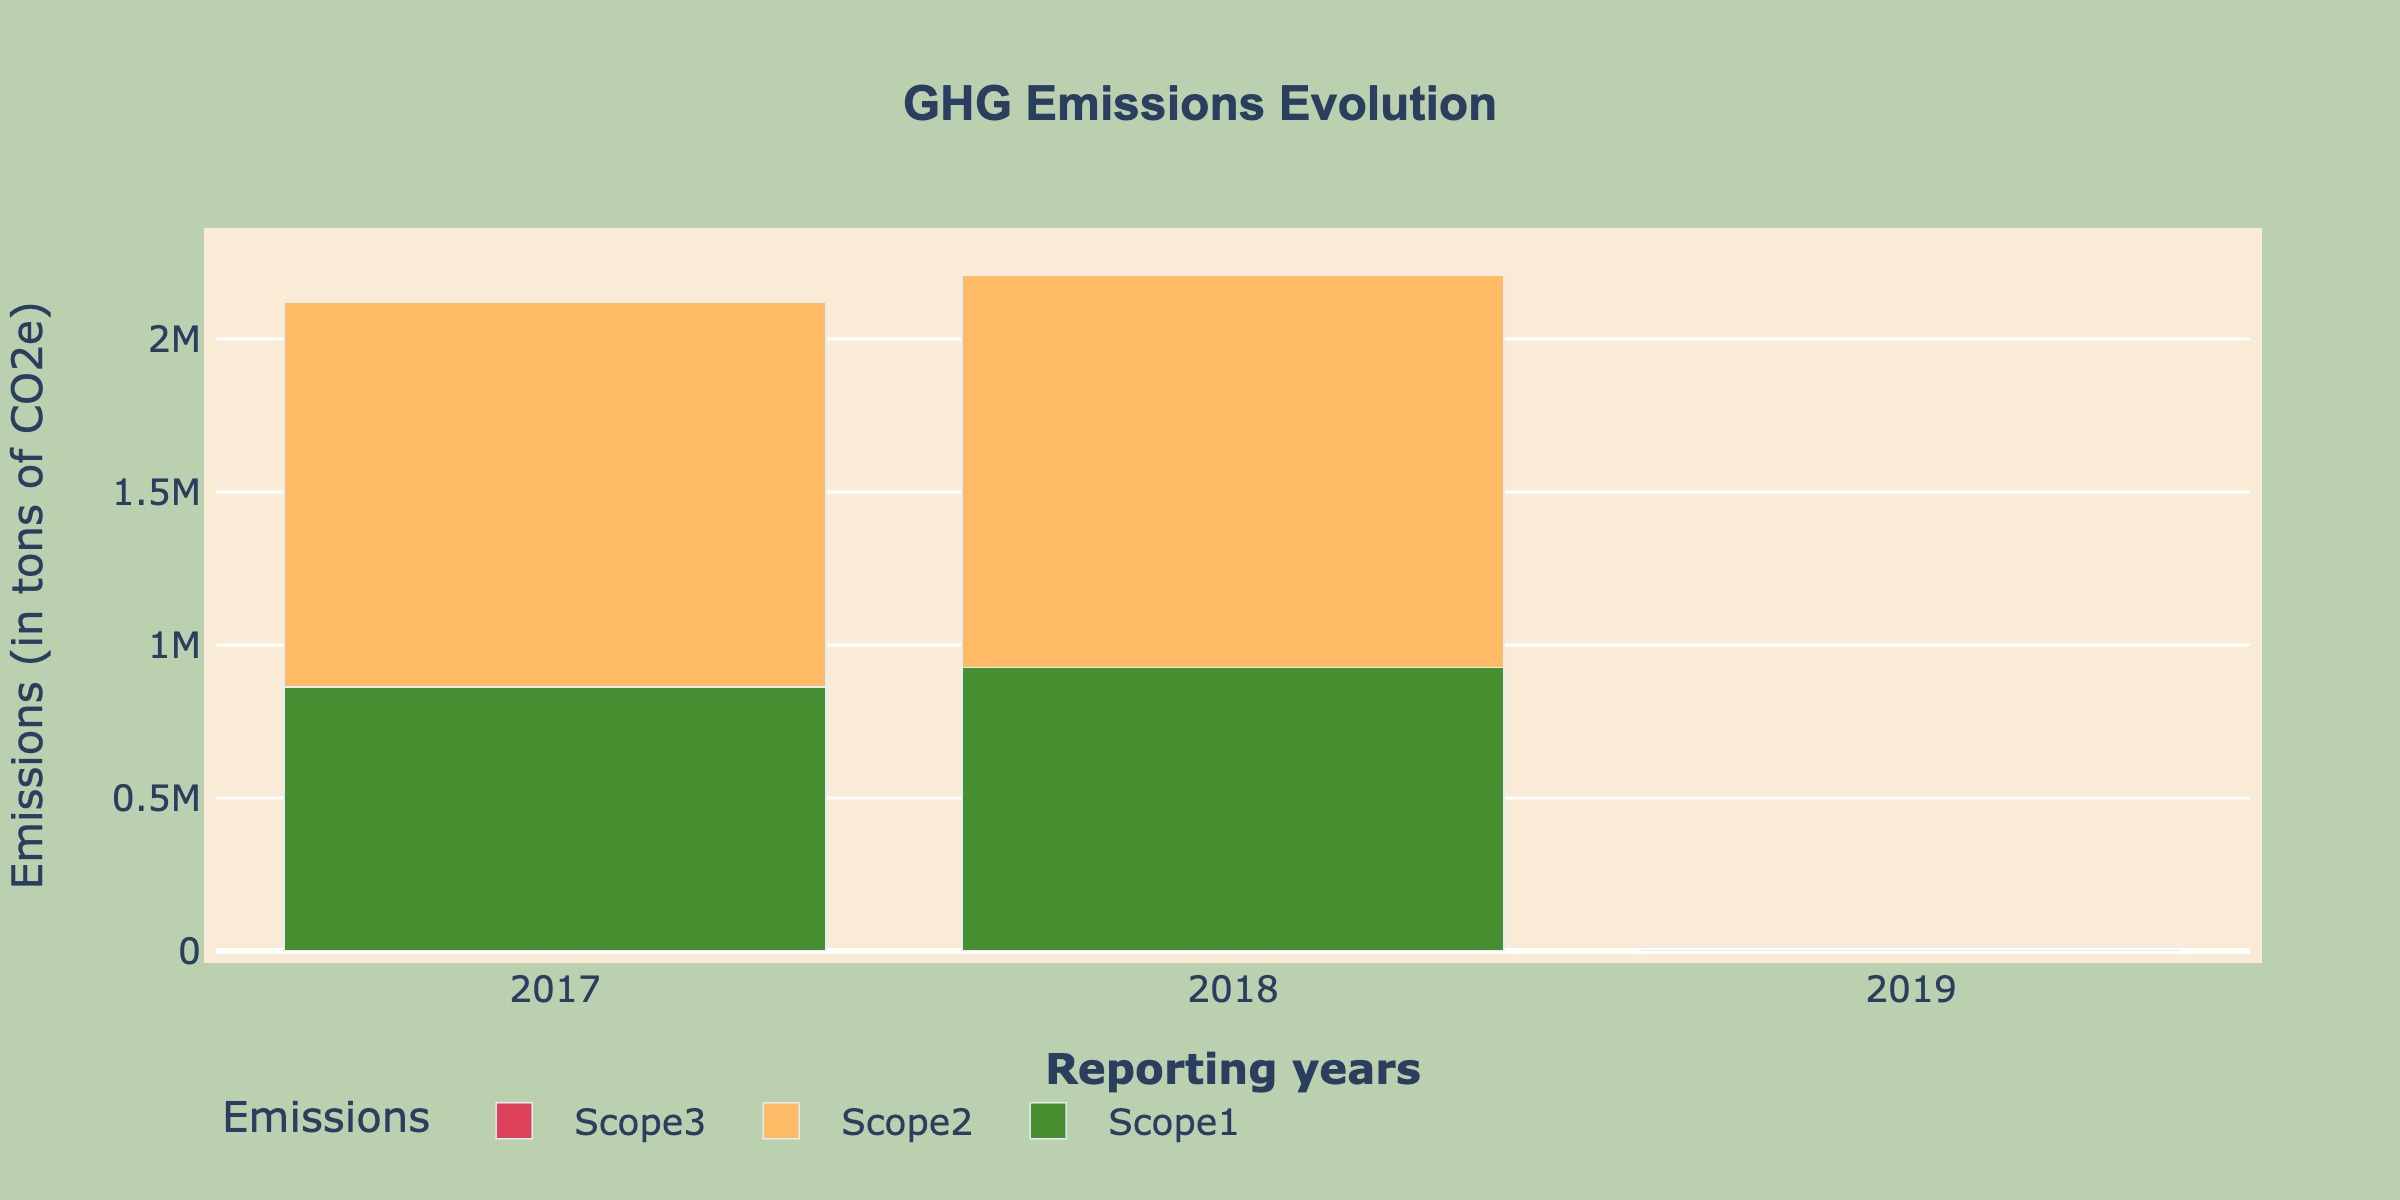 GHG Emissions Evolution
Emissions (in tons of CO2e)
2M
1.5M
1M
0.5M
0
2017 2018 2019
Reporting years
Emissions Scope3 Scope2 Scope1